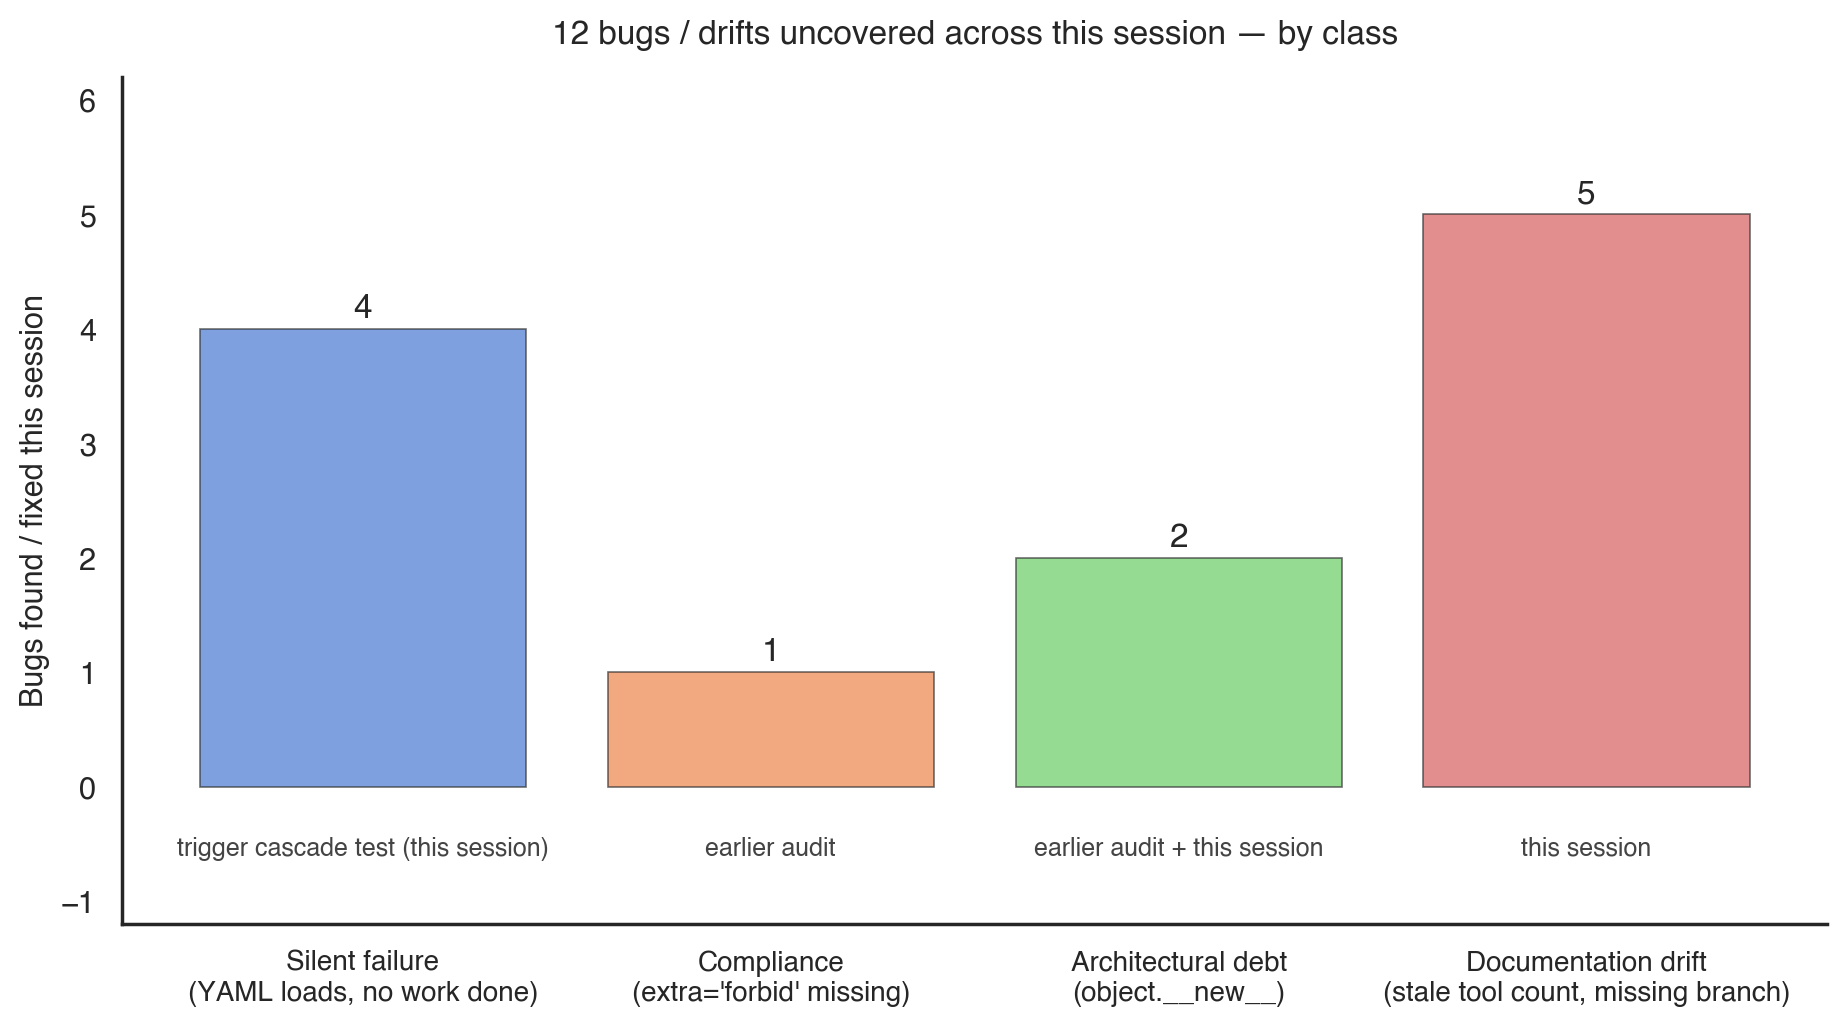 12 bugs / drifts uncovered across this session — by class
Bugs found / fixed this session
6
5
4
3
2
1
0
−1
4
1
2
5
trigger cascade test (this session)
earlier audit
earlier audit + this session
this session
Silent failure
(YAML loads, no work done)
Compliance
(extra='forbid' missing)
Architectural debt
(object.__new__)
Documentation drift
(stale tool count, missing branch)